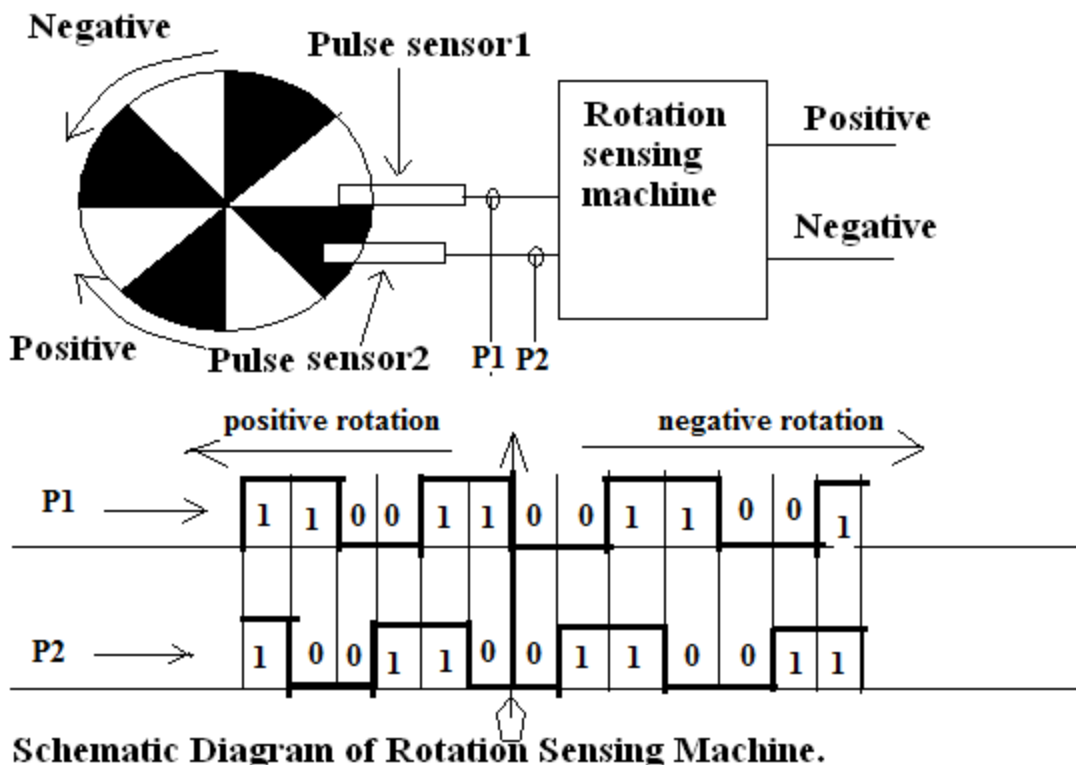 Negative
Pulse sensor1
Rotation
sensing
machine
Positive
Negative
Positive
Pulse sensor2
P1 P2
positive rotation
negative rotation
P1
1 1 0 0 1 1 0 0 1 1 0 0 1
P2
1 0 0 1 1 0 0 1 1 0 0 1 1
Schematic Diagram of Rotation Sensing Machine.